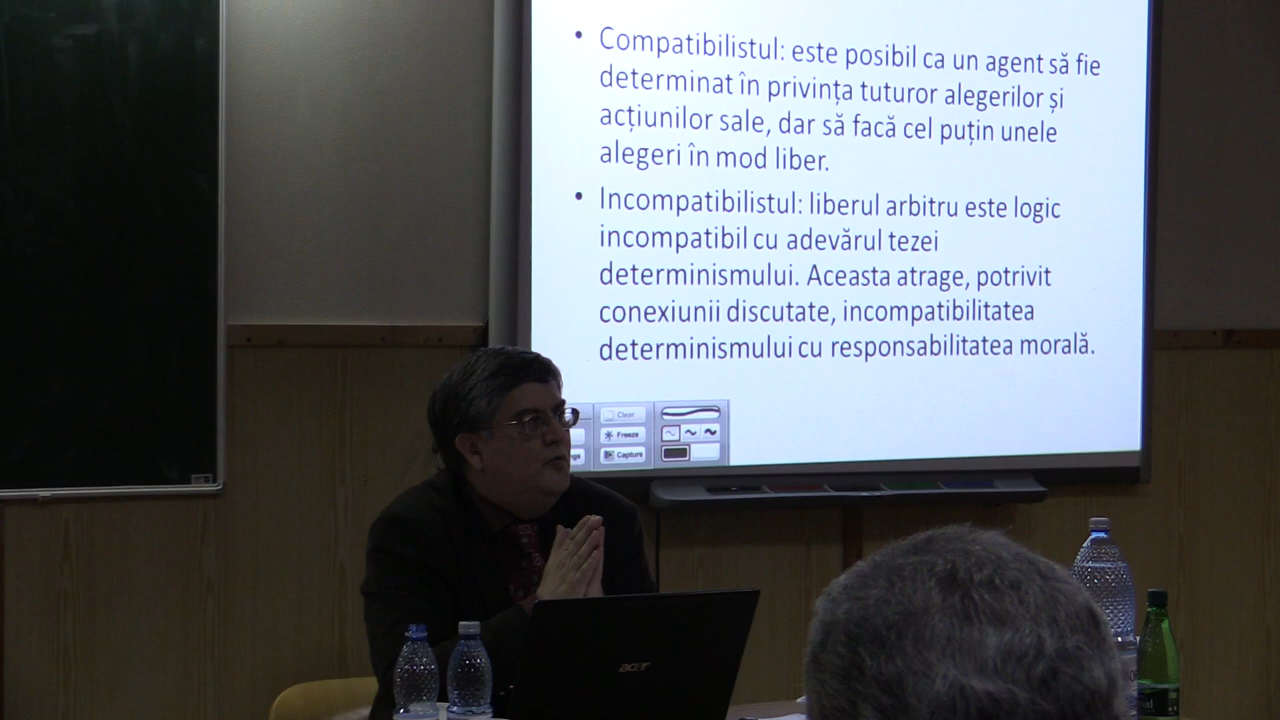 • Compatibilistul: este posibil ca un agent să fie
determinat în privința tuturor alegerilor și
acțiunilor sale, dar să facă cel puțin unele
alegeri în mod liber.
• Incompatibilistul: liberul arbitru este logic
incompatibil cu adevărul tezei
determinismului. Aceasta atrage, potrivit
conexiunii discutate, incompatibilitatea
determinismului cu responsabilitatea morală.
Clear
Freeze
Capture
acer